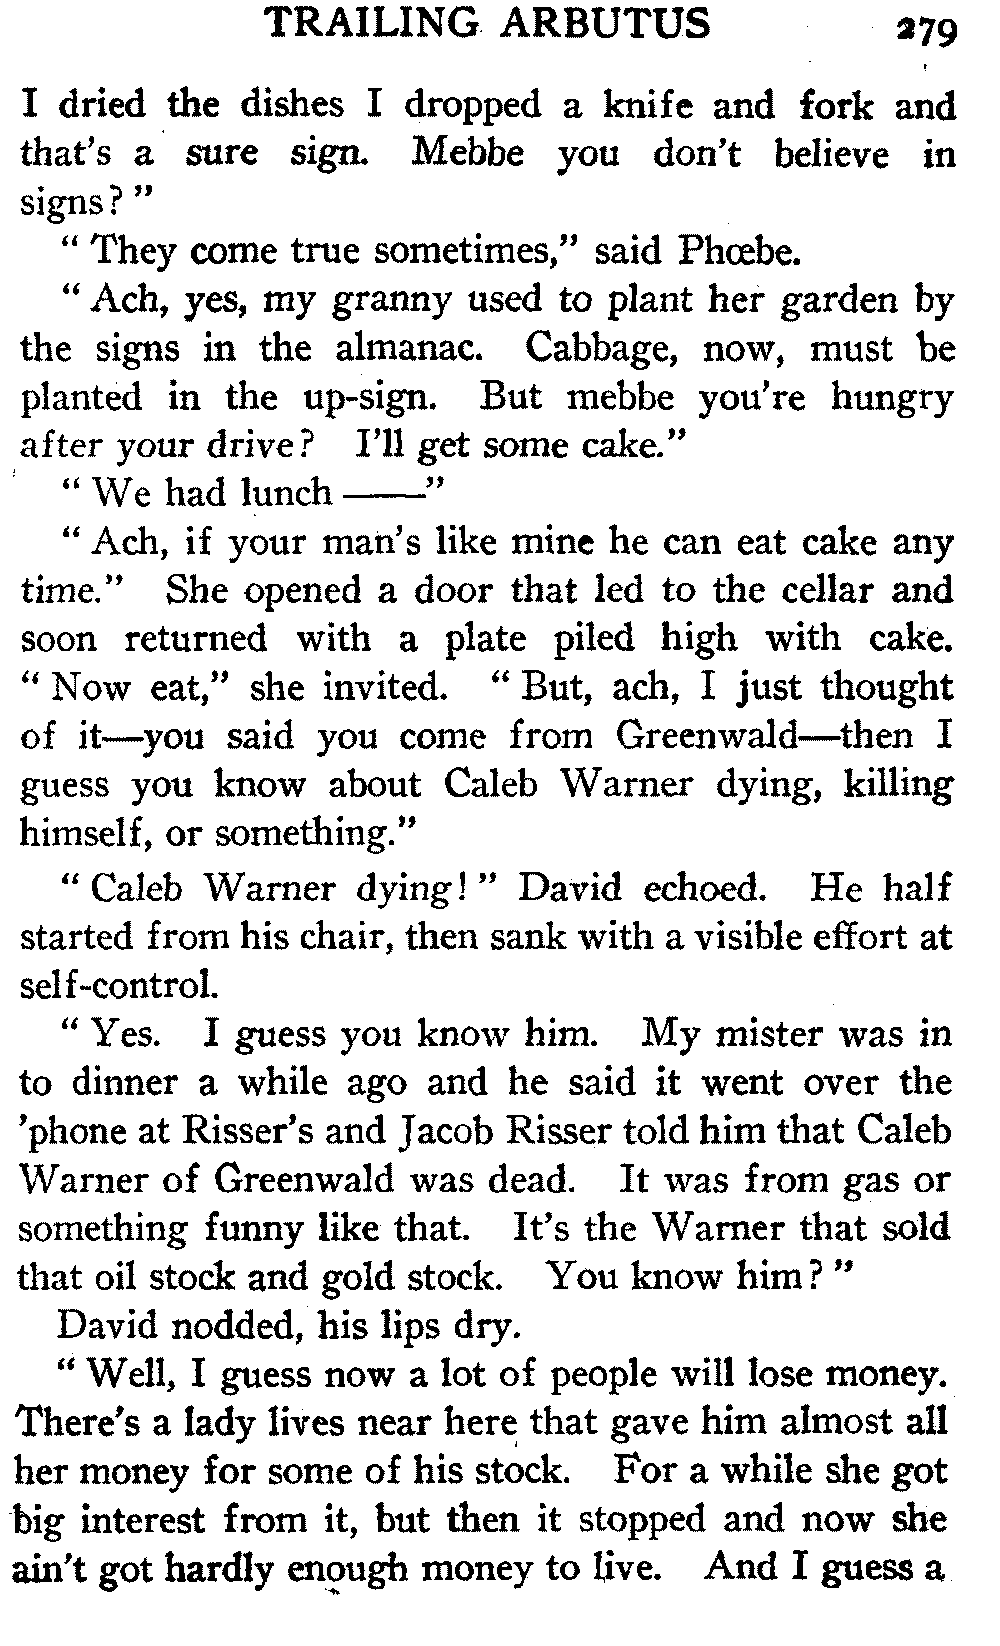 TRAILING ARBUTUS 279
I dried the dishes I dropped a knife and fork and
that's a sure sign. Mebbe you don't believe in
signs?"
"They come true sometimes," said Phœbe.
"Ach, yes, my granny used to plant her garden by
the signs in the almanac. Cabbage, now, must be
planted in the up-sign. But mebbe you're hungry
after your drive? I'll get some cake."
"We had lunch ——"
"Ach, if your man's like mine he can eat cake any
time." She opened a door that led to the cellar and
soon returned with a plate piled high with cake.
"Now eat," she invited. "But, ach, I just thought
of it—you said you come from Greenwald—then I
guess you know about Caleb Warner dying, killing
himself, or something."
"Caleb Warner dying!" David echoed. He half
started from his chair, then sank with a visible effort at
self-control.
"Yes. I guess you know him. My mister was in
to dinner a while ago and he said it went over the
'phone at Risser's and Jacob Risser told him that Caleb
Warner of Greenwald was dead. It was from gas or
something funny like that. It's the Warner that sold
that oil stock and gold stock. You know him?"
David nodded, his lips dry.
"Well, I guess now a lot of people will lose money.
There's a lady lives near here that gave him almost all
her money for some of his stock. For a while she got
big interest from it, but then it stopped and now she
ain't got hardly enough money to live. And I guess a